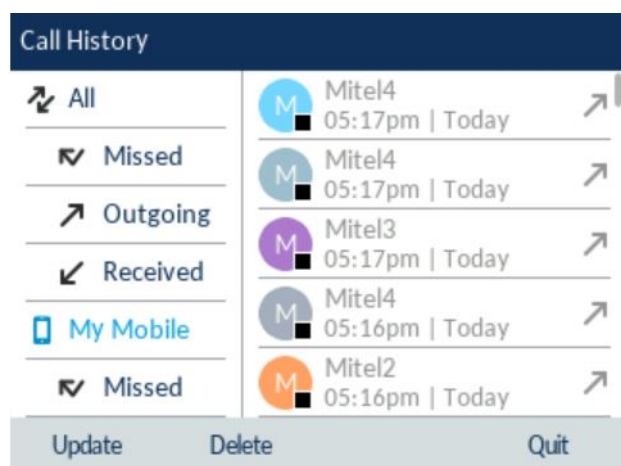 Call History
All
Missed
Outgoing
Received
My Mobile
Missed
M
Mitel4
05:17pm | Today
M
Mitel4
05:17pm | Today
M
Mitel3
05:17pm | Today
M
Mitel4
05:16pm | Today
M
Mitel2
05:16pm | Today
Update Delete Quit